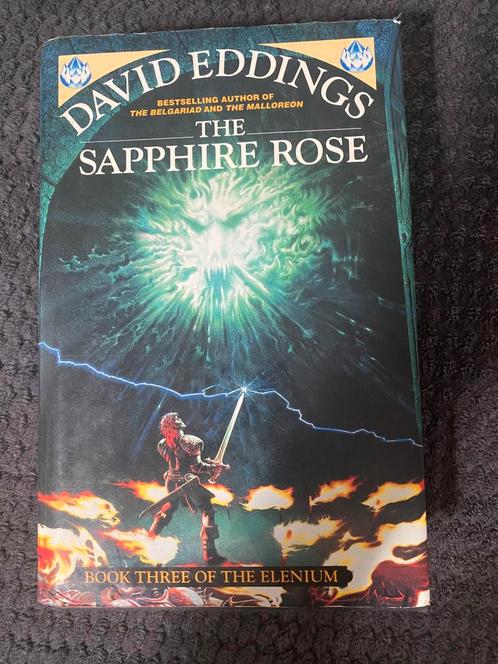 DAVID EDDINGS
BESTSELLING AUTHOR OF
THE BELGARIAD AND THE MALLOREON
THE
SAPPHIRE ROSE
BOOK THREE OF THE ELENIUM